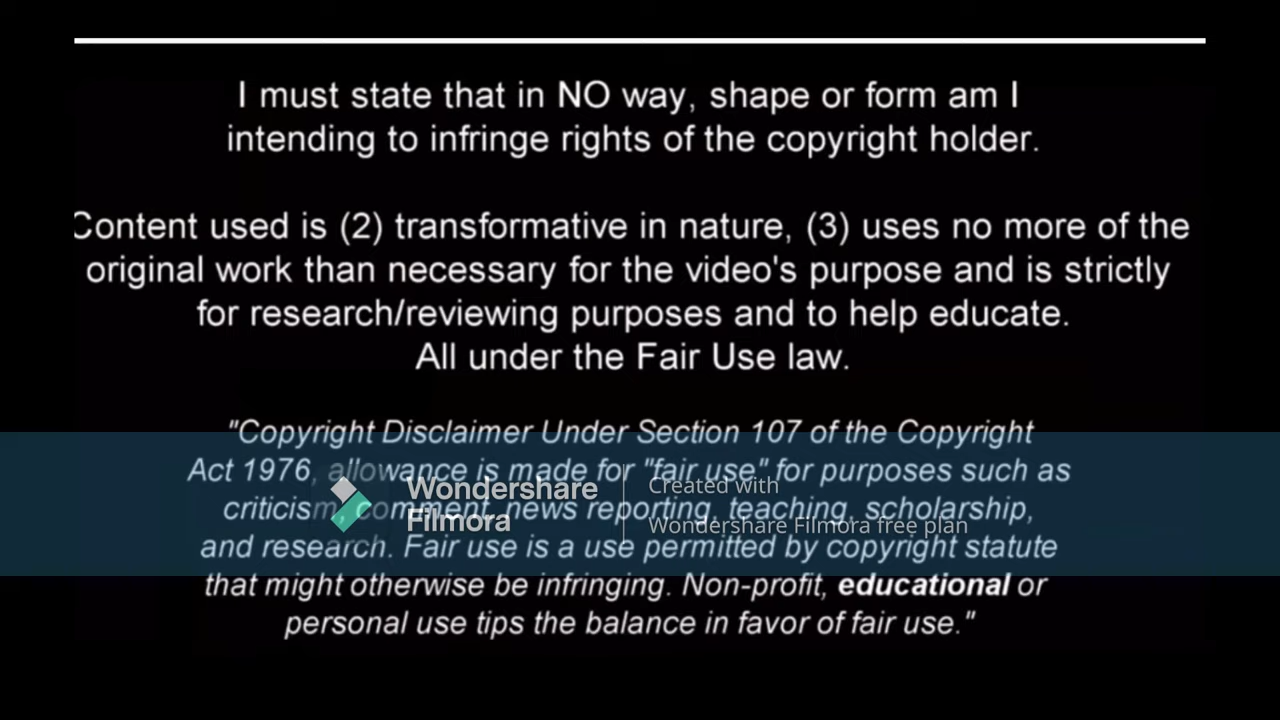 I must state that in NO way, shape or form am I
intending to infringe rights of the copyright holder.
Content used is (2) transformative in nature, (3) uses no more of the
original work than necessary for the video's purpose and is strictly
for research/reviewing purposes and to help educate.
All under the Fair Use law.
"Copyright Disclaimer Under Section 107 of the Copyright
Act 1976, allowance is made for "fair use" for purposes such as
criticism, comment, news reporting, teaching, scholarship,
and research. Fair use is a use permitted by copyright statute
that might otherwise be infringing. Non-profit, educational or
personal use tips the balance in favor of fair use."
Wondershare
Filmora
Created with
Wondershare Filmora free plan